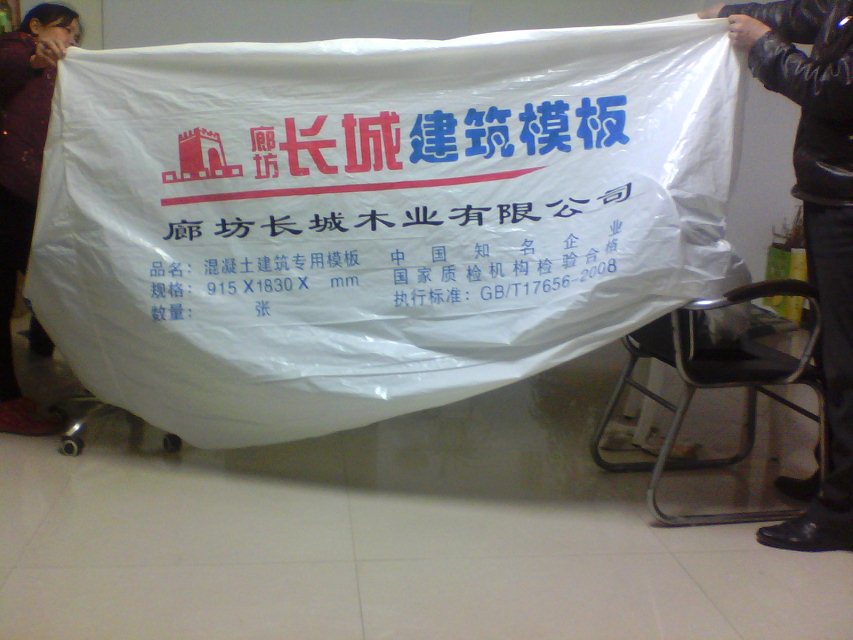 廊坊长城建筑模板
廊坊长城木业有限公司
品名：混凝土建筑专用模板
规格：915 X 1830 X mm
数量： 张
中国知名企业
国家质检机构检验合格
执行标准：GB/T17656-2008